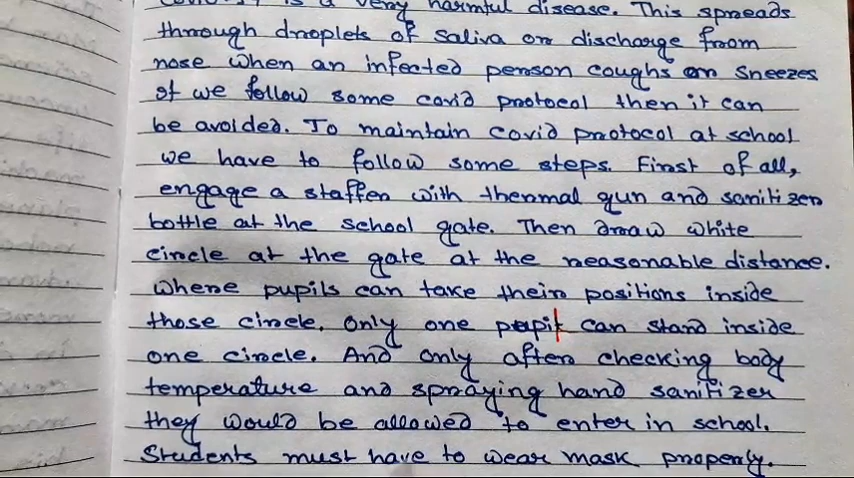 Covid-19 is a very harmful disease. This spreads
through droplets of saliva or discharge from
nose when an infected person coughs or sneezes
If we follow some covid protocol then it can
be avoided. To maintain covid protocol at school
we have to follow some steps. First of all,
engage a staffer with thermal gun and sanitizer
bottle at the school gate. Then draw white
circle at the gate at the reasonable distance.
Where pupils can take their positions inside
those circle. Only one pupil can stand inside
one circle. And only after checking body
temperature and spraying hand sanitizer
they would be allowed to enter in school.
Students must have to wear mask properly.